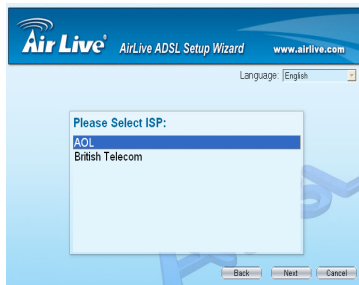 Air Live® AirLive ADSL Setup Wizard www.airlive.com
Language: English
Please Select ISP:
AOL
British Telecom
Back Next Cancel